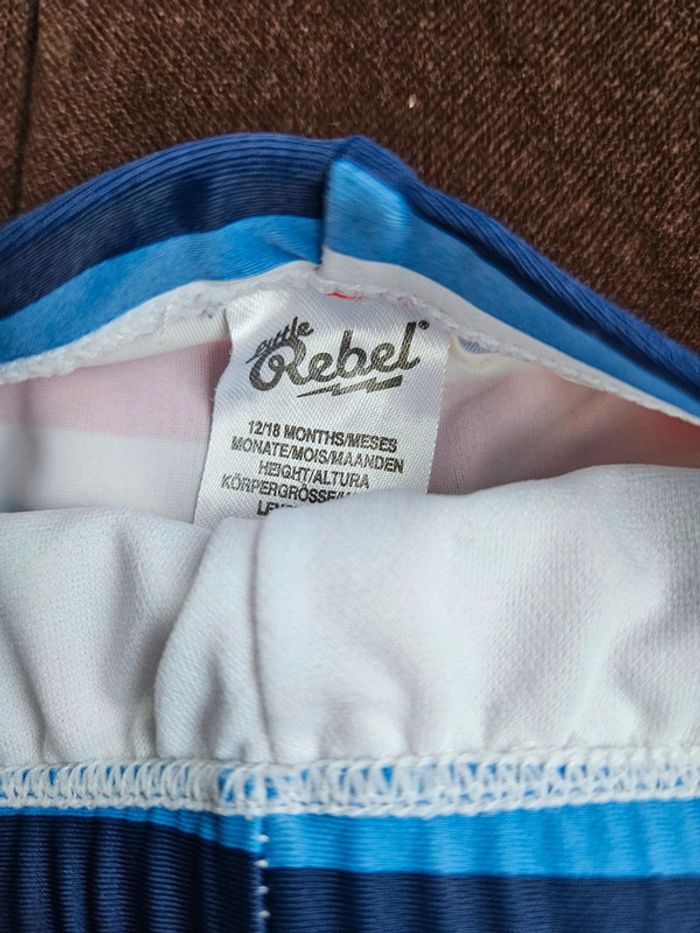 Little
Rebel®
12/18 MONTHS/MESES
MONATE/MOIS/MAANDEN
HEIGHT/ALTURA
KÖRPERGRÖSSE/